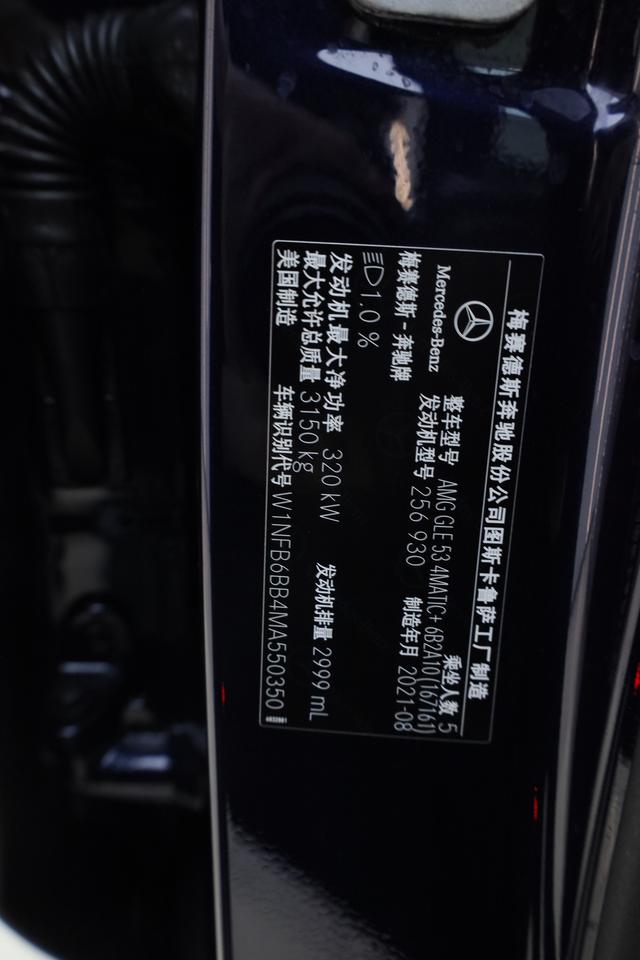 梅赛德斯奔驰股份公司图斯卡鲁萨工厂制造
Mercedes-Benz
梅赛德斯-奔驰牌
乘坐人数 5
整车型号 AMG GLE 53 4MATIC+ 6B2A10(167161)
发动机型号 256 930 制造年月 2021-08
1.0 %
发动机最大净功率 320 kW 发动机排量 2999 mL
最大允许总质量 3150 kg
美国制造 车辆识别代号 W1NFB6BB4MA550350